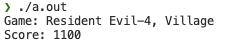 ❯ ./a.out
Game: Resident Evil-4, Village
Score: 1100